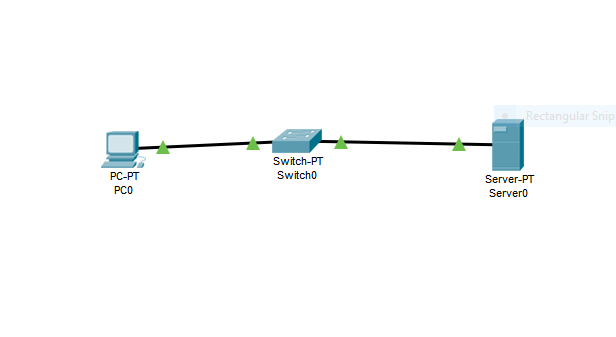 Rectangular Snip
PC-PT
PC0
Switch-PT
Switch0
Server-PT
Server0